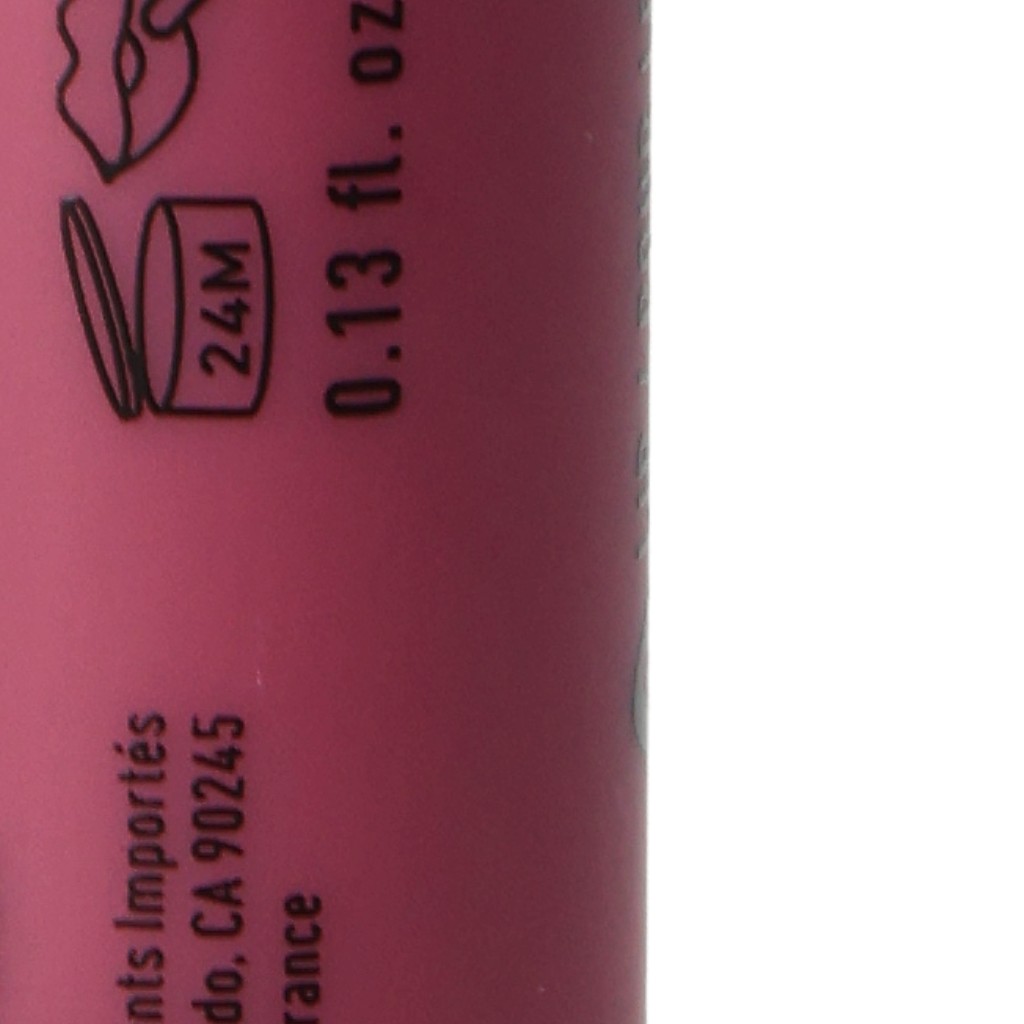 24M
0.13 fl. oz
nts Importés
do, CA 90245
rance